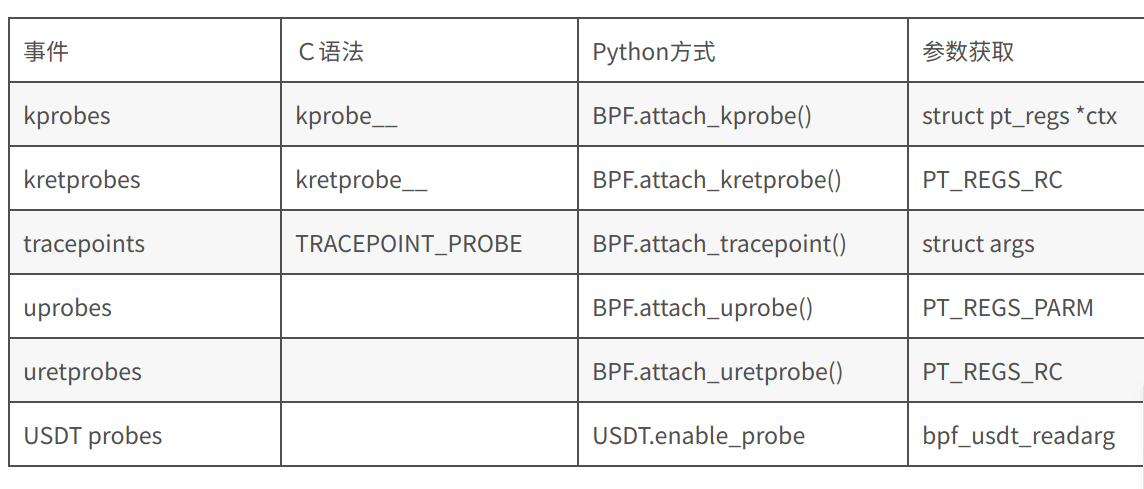 事件 C 语法 Python方式 参数获取
kprobes kprobe__ BPF.attach_kprobe() struct pt_regs *ctx
kretprobes kretprobe__ BPF.attach_kretprobe() PT_REGS_RC
tracepoints TRACEPOINT_PROBE BPF.attach_tracepoint() struct args
uprobes BPF.attach_uprobe() PT_REGS_PARM
uretprobes BPF.attach_uretprobe() PT_REGS_RC
USDT probes USDT.enable_probe bpf_usdt_readarg